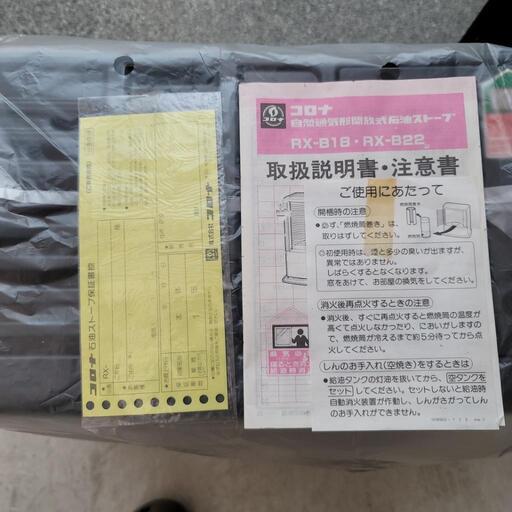 コロナ 石油ストーブ保証書
RX-
株式会社 コロナ
コロナ
自然通気形開放式石油ストーブ
RX-B18・RX-B22
取扱説明書・注意書
ご使用にあたって
開梱時の注意
●必ず、「燃焼筒巻き」は、
取りはずしてください。
◎初使用時は、煙と多少の臭いが出ますが、
異常ではありません。
しばらくするとなくなります。
窓をあけて、お部屋の換気をしてください。
消火後再点火するときの注意
●消火後、すぐに再点火すると燃焼筒の温度が
高くて点火しなかったり、においがしますの
で、燃焼筒が冷えるまで約5分待ってから点火
してください。
しんのお手入れ(空焼き)をするときは
●給油タンクの灯油を抜いてから、空タンクを
セットしてください。セットしないと給油時
自動消火装置が作動し、しんがさがってしん
のお手入れができません。